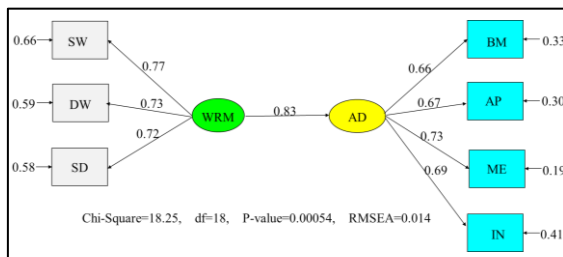 0.66 SW 0.77 0.66 BM 0.33
0.59 DW 0.73 WRM 0.83 AD 0.67 AP 0.30
0.58 SD 0.72 0.73 ME 0.19
0.69 IN 0.41
Chi-Square=18.25, df=18, P-value=0.00054, RMSEA=0.014